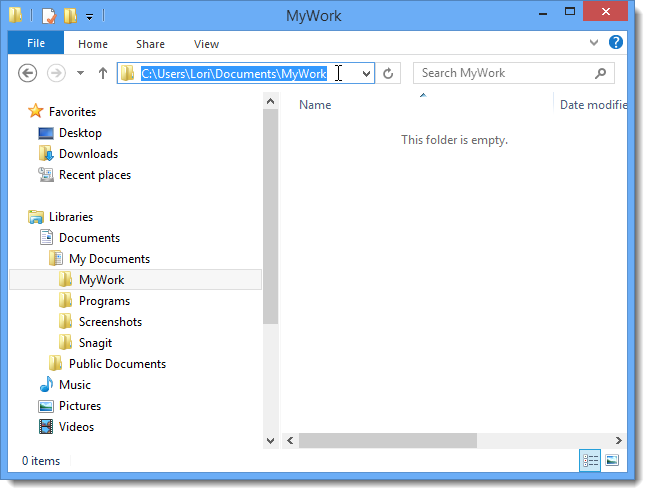 MyWork
File Home Share View
C:\Users\Lori\Documents\MyWork Search MyWork
Favorites
Desktop
Downloads
Recent places
Libraries
Documents
My Documents
MyWork
Programs
Screenshots
Snagit
Public Documents
Music
Pictures
Videos
Name Date modifie
This folder is empty.
0 items